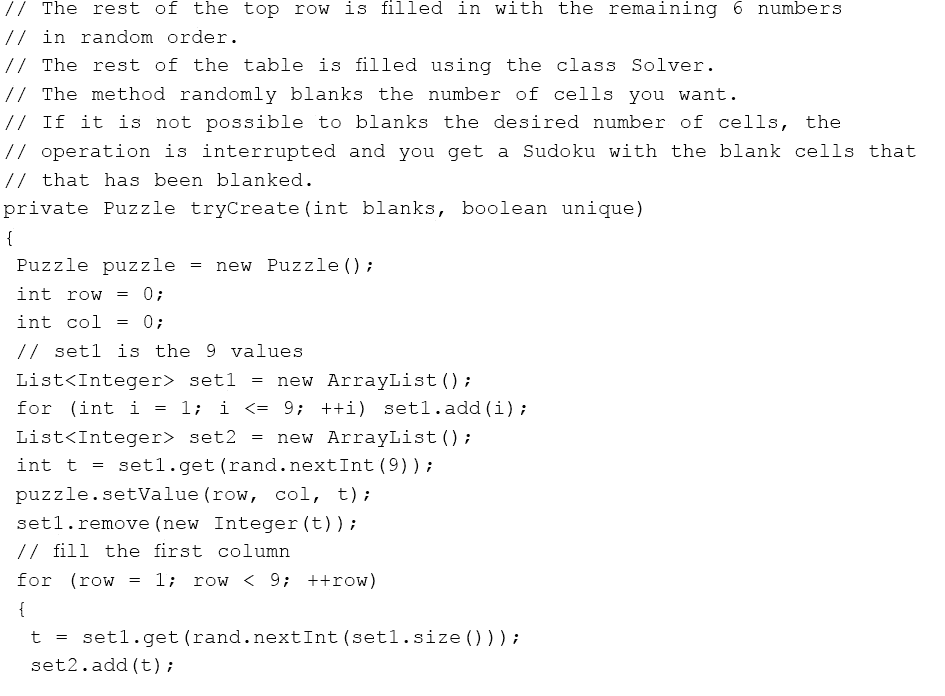 // The rest of the top row is filled in with the remaining 6 numbers
// in random order.
// The rest of the table is filled using the class Solver.
// The method randomly blanks the number of cells you want.
// If it is not possible to blanks the desired number of cells, the
// operation is interrupted and you get a Sudoku with the blank cells that
// that has been blanked.
private Puzzle tryCreate(int blanks, boolean unique)
{
 Puzzle puzzle = new Puzzle();
 int row = 0;
 int col = 0;
 // set1 is the 9 values
 List<Integer> set1 = new ArrayList();
 for (int i = 1; i <= 9; ++i) set1.add(i);
 List<Integer> set2 = new ArrayList();
 int t = set1.get(rand.nextInt(9));
 puzzle.setValue(row, col, t);
 set1.remove(new Integer(t));
 // fill the first column
 for (row = 1; row < 9; ++row)
 {
  t = set1.get(rand.nextInt(set1.size()));
  set2.add(t);